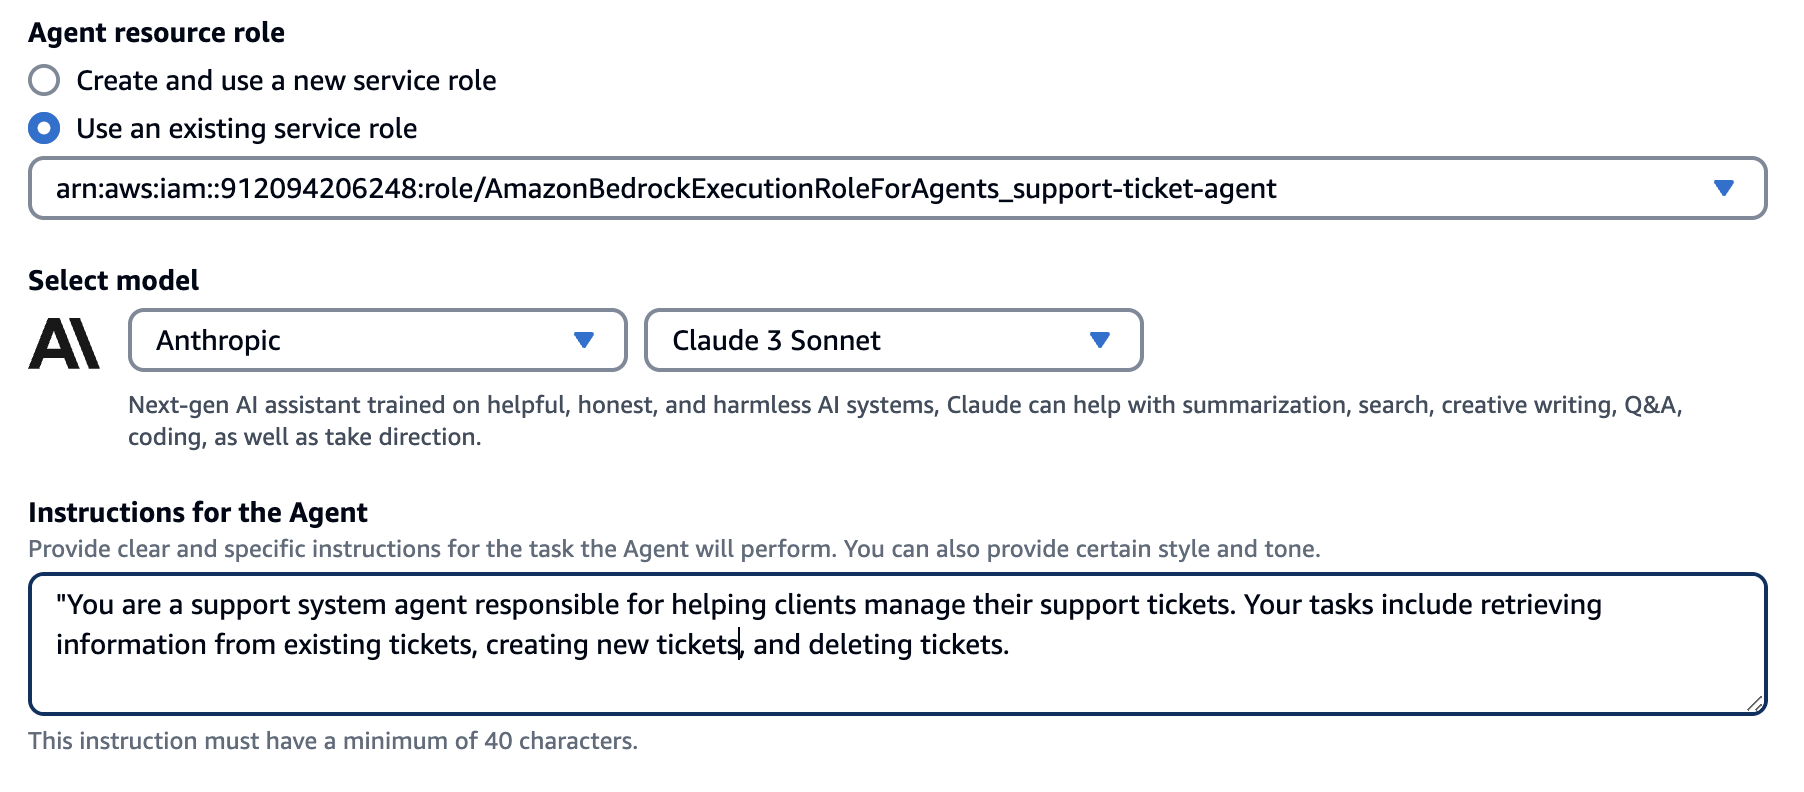 Agent resource role
Create and use a new service role
Use an existing service role
arn:aws:iam::912094206248:role/AmazonBedrockExecutionRoleForAgents_support-ticket-agent
Select model
Anthropic
Claude 3 Sonnet
Next-gen AI assistant trained on helpful, honest, and harmless AI systems, Claude can help with summarization, search, creative writing, Q&A,
coding, as well as take direction.
Instructions for the Agent
Provide clear and specific instructions for the task the Agent will perform. You can also provide certain style and tone.
"You are a support system agent responsible for helping clients manage their support tickets. Your tasks include retrieving
information from existing tickets, creating new tickets, and deleting tickets.
This instruction must have a minimum of 40 characters.